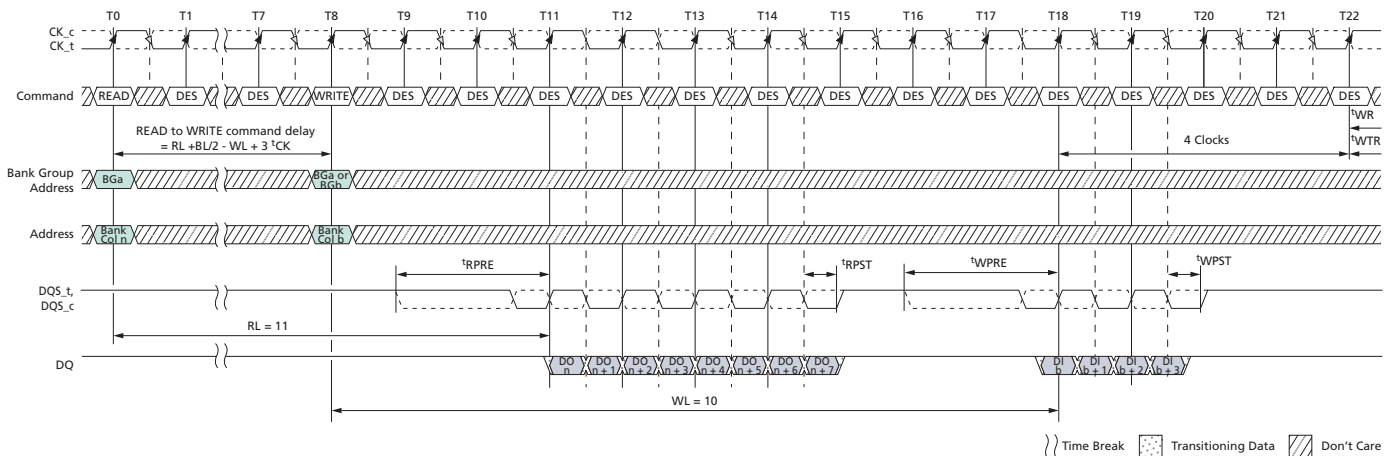 T0 T1 T7 T8 T9 T10 T11 T12 T13 T14 T15 T16 T17 T18 T19 T20 T21 T22
CK_c
CK_t
Command READ DES DES WRITE DES DES DES DES DES DES DES DES DES DES DES DES DES DES
READ to WRITE command delay
= RL +BL/2 - WL + 3 tCK
4 Clocks
tWR
tWTR
Bank Group
Address
BGa
BGa or
BGb
Address
Bank
Col n
Bank
Col b
tRPRE tRPST tWPRE tWPST
DQS_t,
DQS_c
RL = 11
DQ
DO
n
DO
n + 1
DO
n + 2
DO
n + 3
DO
n + 4
DO
n + 5
DO
n + 6
DO
n + 7
DI
b
DI
b + 1
DI
b + 2
DI
b + 3
WL = 10
Time Break Transitioning Data Don't Care